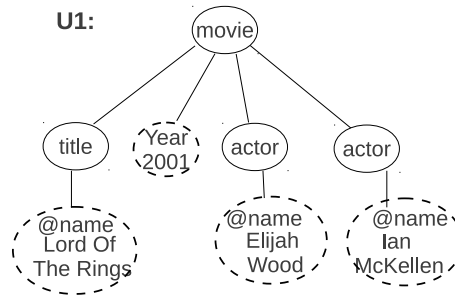 U1:
movie
title
Year
2001
actor
actor
@name
Lord Of
The Rings
@name
Elijah
Wood
@name
Ian
McKellen